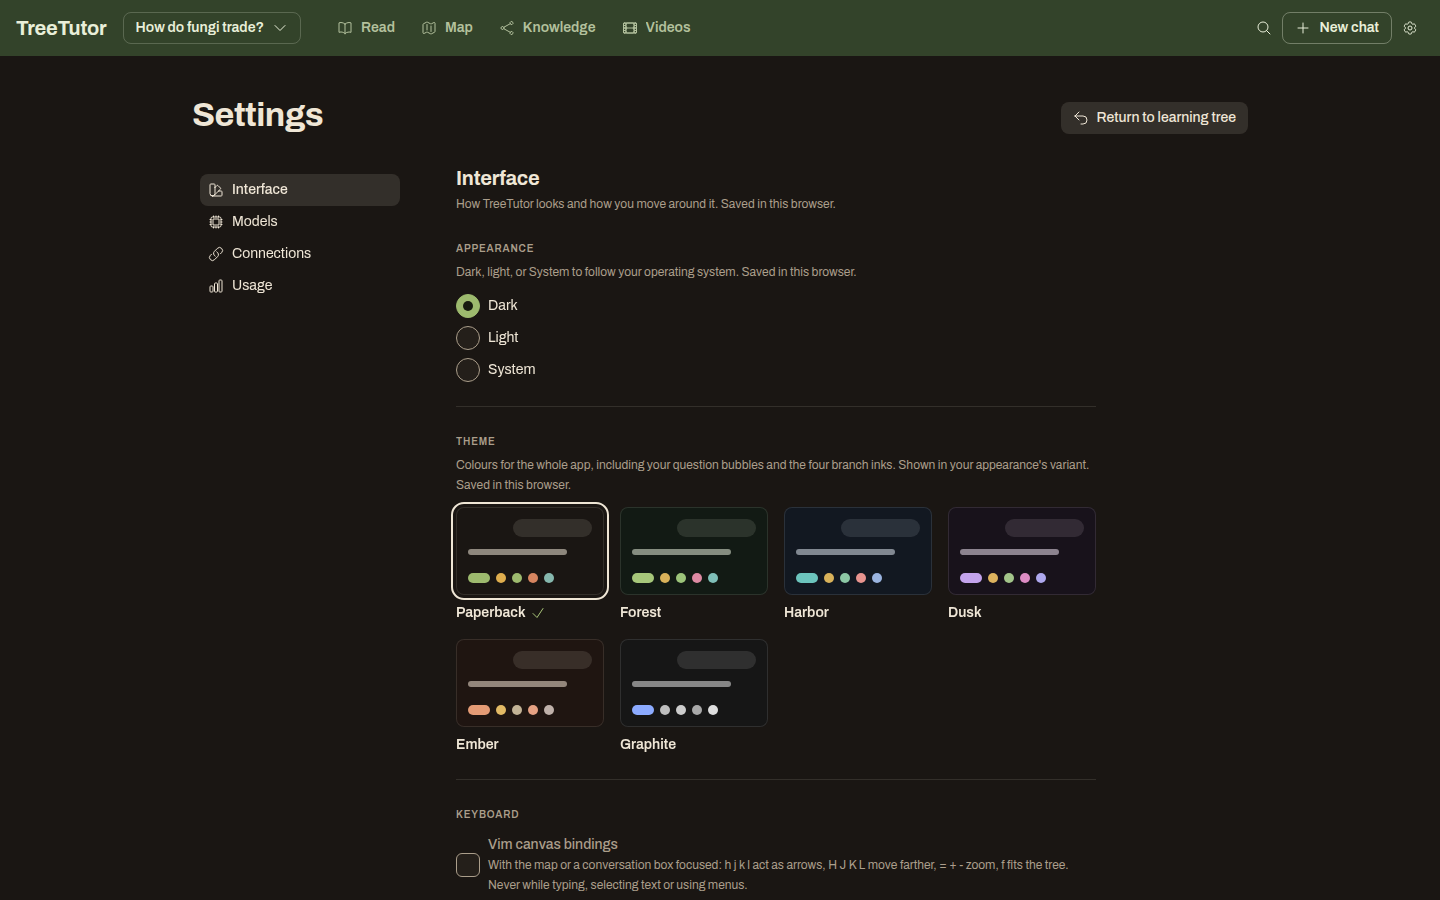 TreeTutor
How do fungi trade?
Read
Map
Knowledge
Videos
New chat
Settings
Return to learning tree
Interface
Models
Connections
Usage
Interface
How TreeTutor looks and how you move around it. Saved in this browser.
APPEARANCE
Dark, light, or System to follow your operating system. Saved in this browser.
Dark
Light
System
THEME
Colours for the whole app, including your question bubbles and the four branch inks. Shown in your appearance's variant.
Saved in this browser.
Paperback
Forest
Harbor
Dusk
Ember
Graphite
KEYBOARD
Vim canvas bindings
With the map or a conversation box focused: h j k l act as arrows, H J K L move farther, = + - zoom, f fits the tree.
Never while typing, selecting text or using menus.